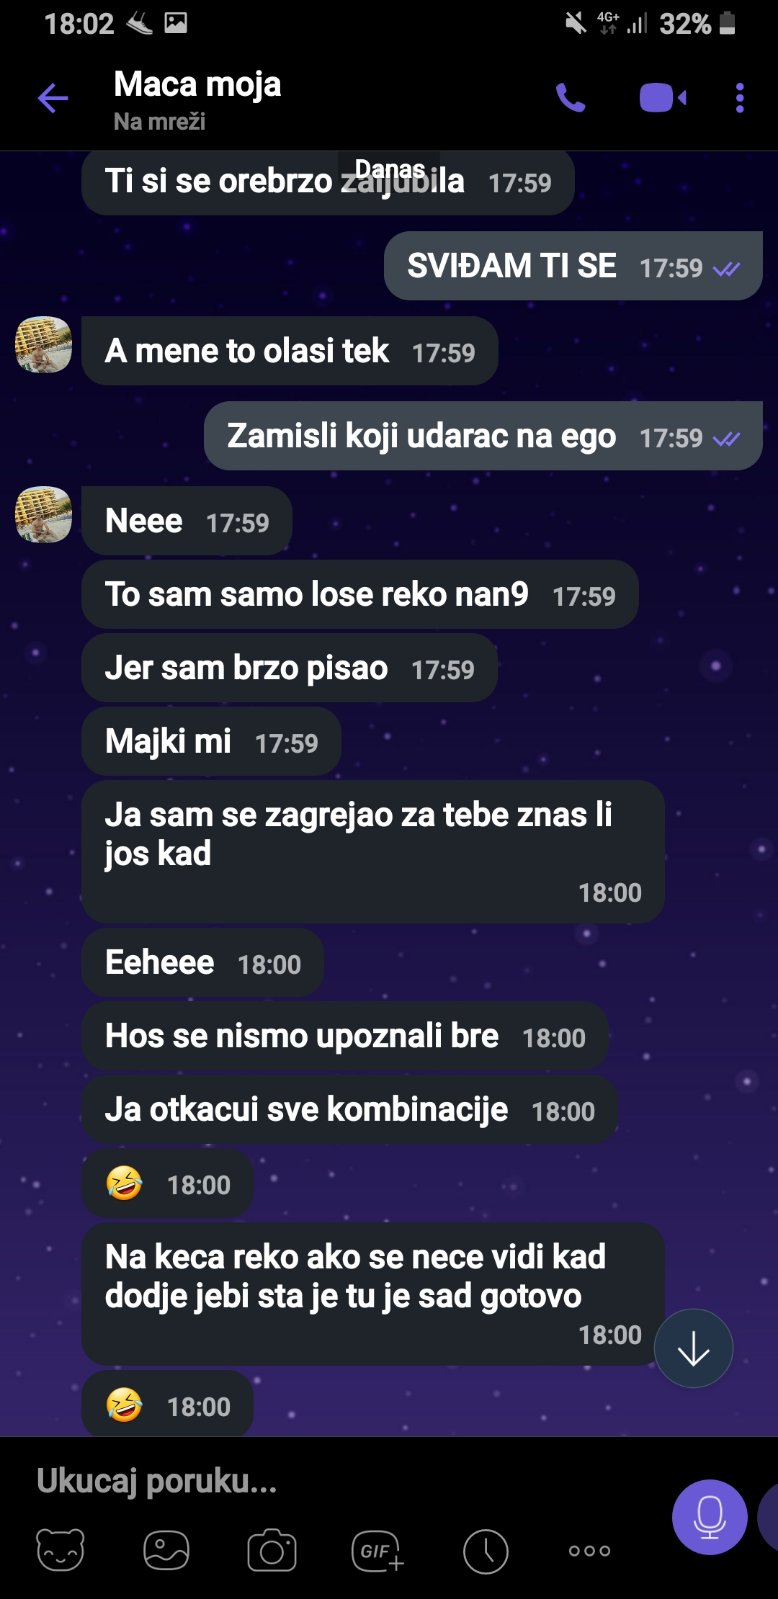 18:02
4G+
32%
Maca moja
Na mreži
Danas
Ti si se orebrzo zaljubila 17:59
SVIĐAM TI SE 17:59
A mene to olasi tek 17:59
Zamisli koji udarac na ego 17:59
Neee 17:59
To sam samo lose reko nan9 17:59
Jer sam brzo pisao 17:59
Majki mi 17:59
Ja sam se zagrejao za tebe znas li
jos kad
18:00
Eeheee 18:00
Hos se nismo upoznali bre 18:00
Ja otkacui sve kombinacije 18:00
🤣 18:00
Na keca reko ako se nece vidi kad
dodje jebi sta je tu je sad gotovo
18:00
🤣 18:00
Ukucaj poruku...
GIF